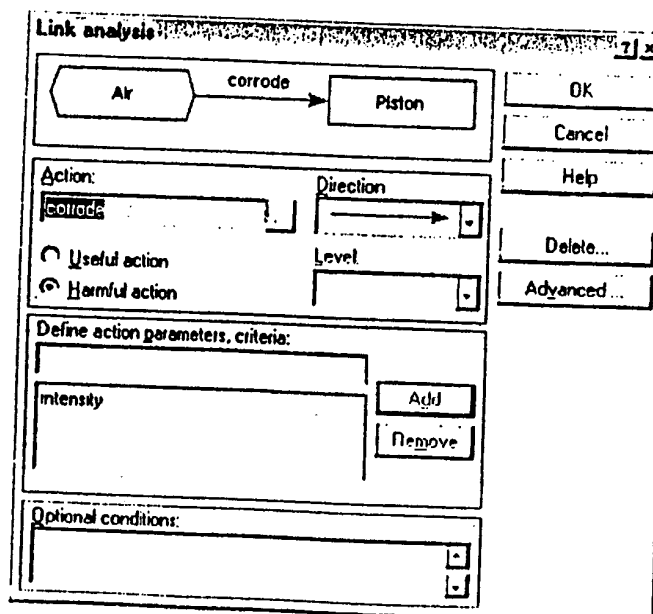 Link analysis
? x
corrode
Air
Piston
OK
Cancel
Help
Delete...
Advanced...
Action:
corrode
Direction
Useful action
Harmful action
Level
Define action parameters, criteria:
intensity
Add
Remove
Optional conditions: